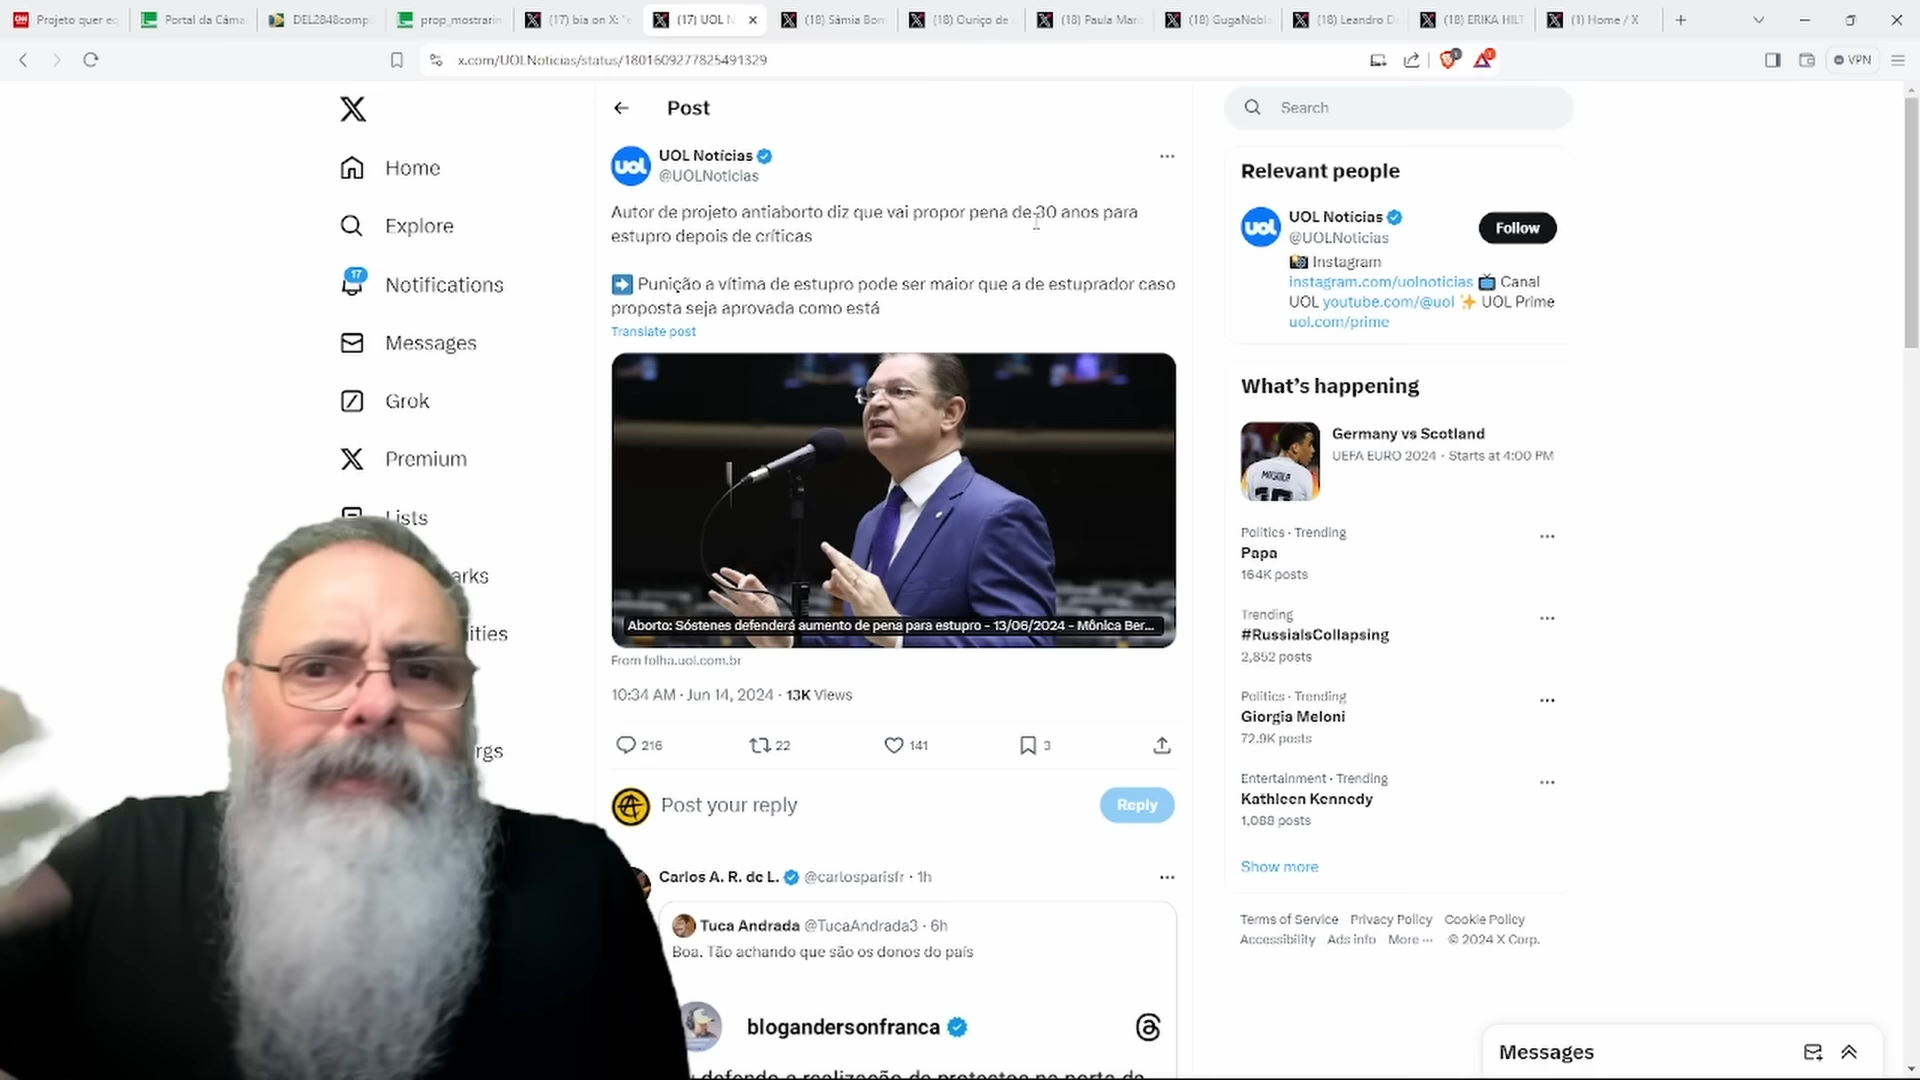 Projeto quer eq
Portal da Câma
DEL2848compi
prop_mostrarin
(17) bia on X: "e
(17) UOL N
(18) Sâmia Bom
(18) Ouriço de
(18) Paula Mari
(18) GugaNobl
(18) Leandro D
(18) ERIKA HILT
(1) Home / X
x.com/UOLNoticias/status/1801609277825491329
VPN
Home
Explore
17
Notifications
Messages
Grok
Premium
Lists
arks
ities
rgs
Post
uol
UOL Notícias
@UOLNoticias
Autor de projeto antiaborto diz que vai propor pena de 30 anos para
estupro depois de críticas
Punição a vítima de estupro pode ser maior que a de estuprador caso
proposta seja aprovada como está
Translate post
Aborto: Sóstenes defenderá aumento de pena para estupro - 13/06/2024 - Mônica Ber...
From folha.uol.com.br
10:34 AM · Jun 14, 2024 · 13K Views
216
22
141
3
Post your reply
Reply
Carlos A. R. de L. @carlosparisfr · 1h
Tuca Andrada @TucaAndrada3 · 6h
Boa. Tão achando que são os donos do país
blogandersonfranca
defendo a realização de protestos na porta da
Search
Relevant people
uol
UOL Notícias
@UOLNoticias
Follow
Instagram
instagram.com/uolnoticias Canal
UOL youtube.com/@uol UOL Prime
uol.com/prime
What's happening
Germany vs Scotland
UEFA EURO 2024 · Starts at 4:00 PM
MUSIALA
10
Politics · Trending
Papa
164K posts
Trending
#RussiaIsCollapsing
2,852 posts
Politics · Trending
Giorgia Meloni
72.9K posts
Entertainment · Trending
Kathleen Kennedy
1,088 posts
Show more
Terms of Service Privacy Policy Cookie Policy
Accessibility Ads info More ··· © 2024 X Corp.
Messages